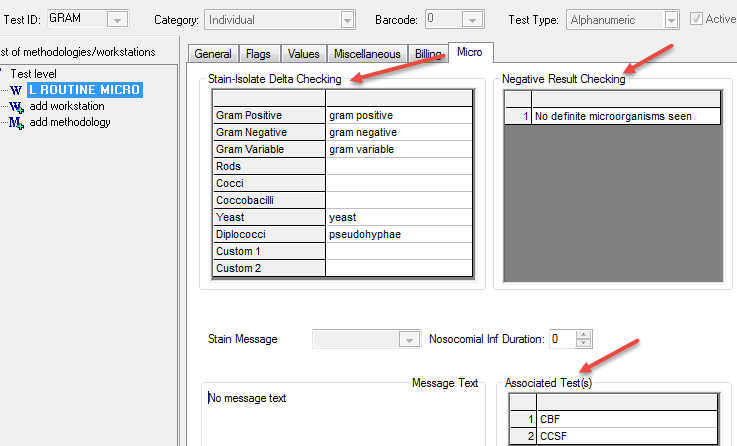 Test ID: GRAM Category: Individual Barcode: 0 Test Type: Alphanumeric Active
st of methodologies/workstations
General Flags Values Miscellaneous Billing Micro
Test level
W L ROUTINE MICRO
W add workstation
M add methodology
Stain-Isolate Delta Checking
Gram Positive gram positive
Gram Negative gram negative
Gram Variable gram variable
Rods
Cocci
Coccobacilli
Yeast yeast
Diplococci pseudohyphae
Custom 1
Custom 2
Negative Result Checking
1 No definite microorganisms seen
Stain Message
Nosocomial Inf Duration: 0
Message Text
No message text
Associated Test(s)
1 CBF
2 CCSF